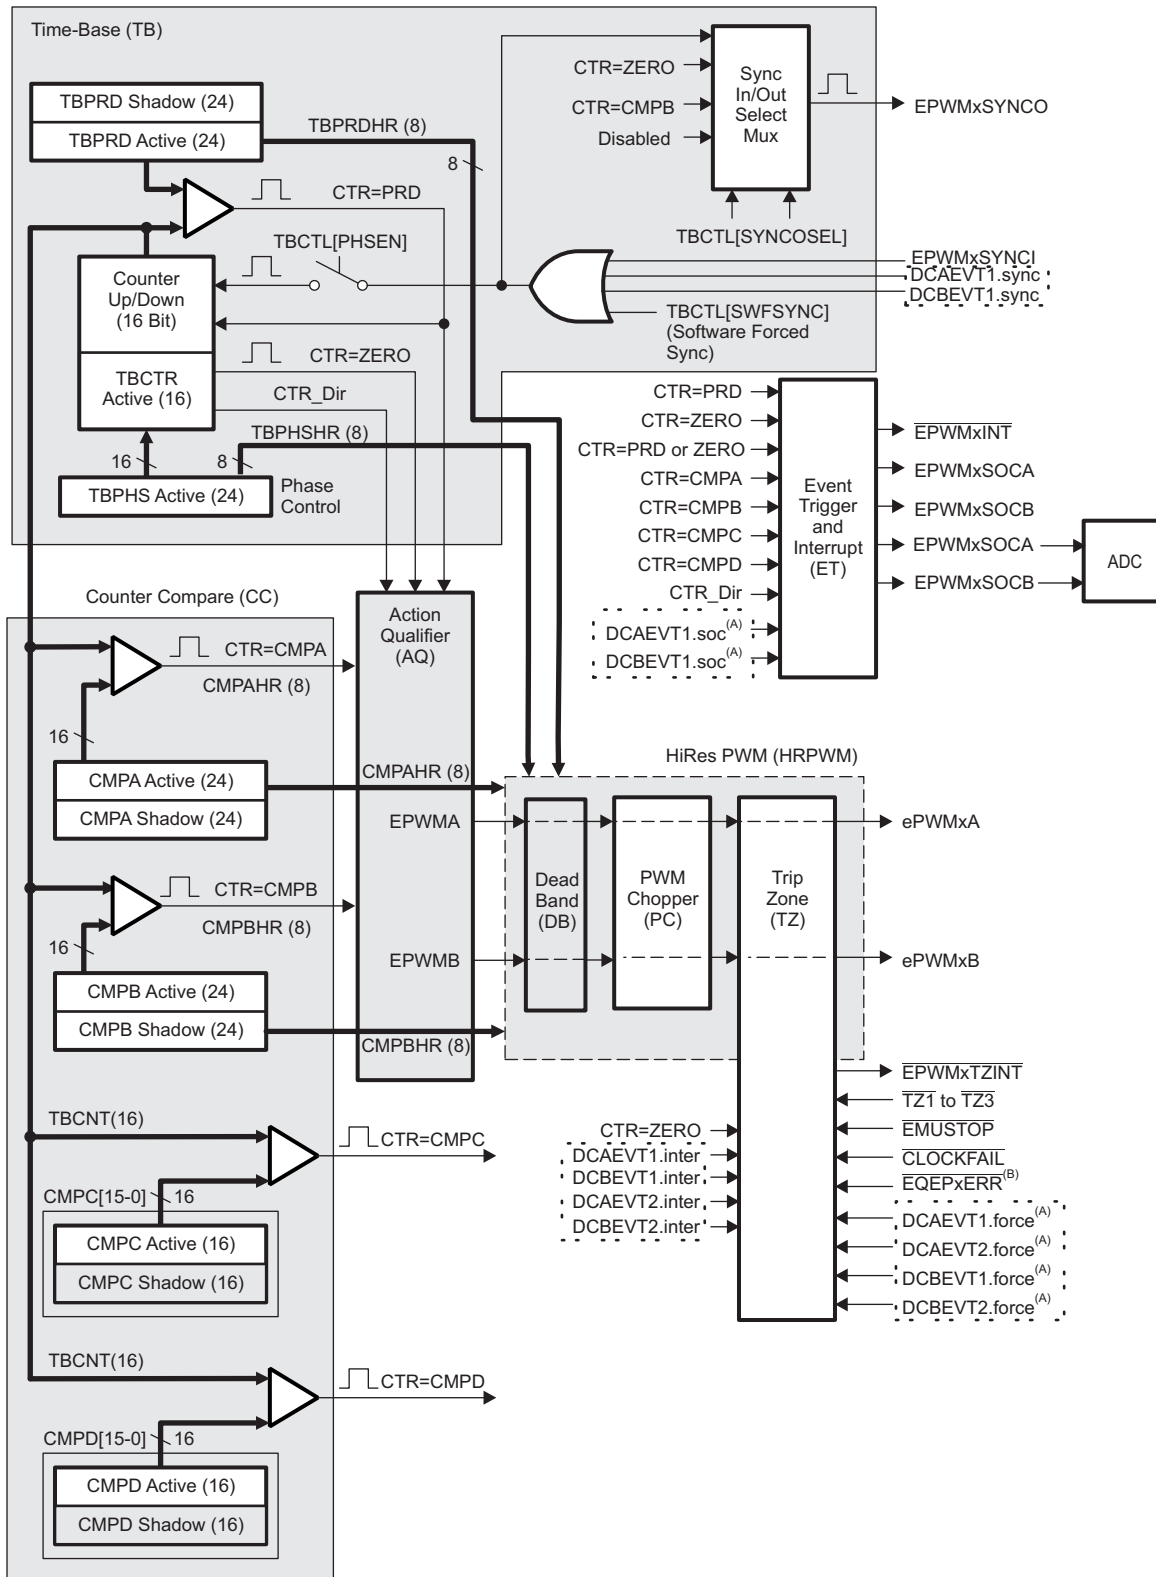 Time-Base (TB)
TBPRD Shadow (24)
TBPRD Active (24)
TBPRDHR (8)
8
CTR=PRD
CTR=ZERO
CTR=CMPB
Disabled
Sync
In/Out
Select
Mux
EPWMxSYNCO
TBCTL[SYNCOSEL]
TBCTL[PHSEN]
EPWMxSYNCI
DCAEVT1.sync
DCBEVT1.sync
TBCTL[SWFSYNC]
(Software Forced
Sync)
Counter
Up/Down
(16 Bit)
TBCTR
Active (16)
CTR=ZERO
CTR_Dir
TBPHSHR (8)
16
8
TBPHS Active (24)
Phase
Control
CTR=PRD
CTR=ZERO
CTR=PRD or ZERO
CTR=CMPA
CTR=CMPB
CTR=CMPC
CTR=CMPD
CTR_Dir
DCAEVT1.soc(A)
DCBEVT1.soc(A)
Event
Trigger
and
Interrupt
(ET)
EPWMxINT
EPWMxSOCA
EPWMxSOCB
EPWMxSOCA
EPWMxSOCB
ADC
Counter Compare (CC)
Action
Qualifier
(AQ)
CTR=CMPA
CMPAHR (8)
16
CMPA Active (24)
CMPA Shadow (24)
CMPAHR (8)
EPWMA
CTR=CMPB
CMPBHR (8)
16
EPWMB
CMPB Active (24)
CMPB Shadow (24)
CMPBHR (8)
HiRes PWM (HRPWM)
Dead
Band
(DB)
PWM
Chopper
(PC)
Trip
Zone
(TZ)
ePWMxA
ePWMxB
EPWMxTZINT
TZ1 to TZ3
EMUSTOP
CLOCKFAIL
EQEPxERR(B)
DCAEVT1.force(A)
DCAEVT2.force(A)
DCBEVT1.force(A)
DCBEVT2.force(A)
CTR=ZERO
DCAEVT1.inter
DCBEVT1.inter
DCAEVT2.inter
DCBEVT2.inter
TBCNT(16)
CTR=CMPC
CMPC[15-0]
16
CMPC Active (16)
CMPC Shadow (16)
TBCNT(16)
CTR=CMPD
CMPD[15-0]
16
CMPD Active (16)
CMPD Shadow (16)